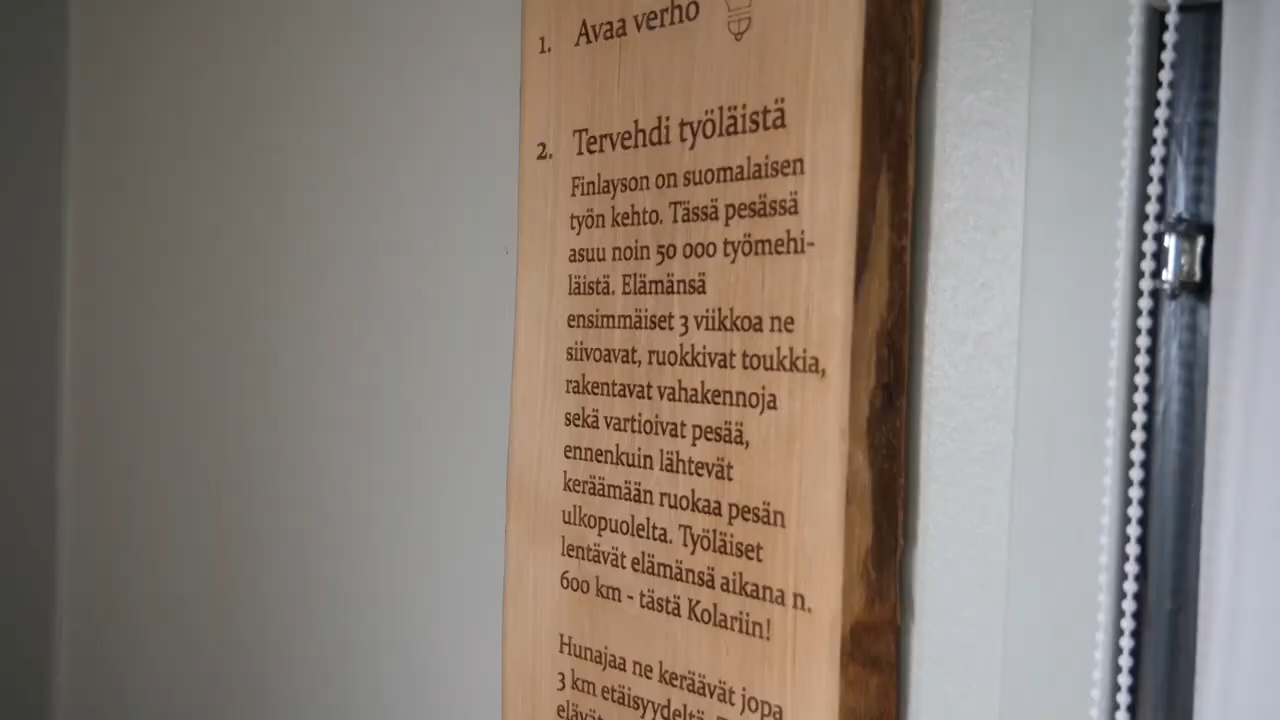 1. Avaa verho
2. Tervehdi työläistä
Finlayson on suomalaisen
työn kehto. Tässä pesässä
asuu noin 50 000 työmehi-
läistä. Elämänsä
ensimmäiset 3 viikkoa ne
siivoavat, ruokkivat toukkia,
rakentavat vahakennoja
sekä vartioivat pesää,
ennenkuin lähtevät
keräämään ruokaa pesän
ulkopuolelta. Työläiset
lentävät elämänsä aikana n.
600 km - tästä Kolariin!
Hunajaa ne keräävät jopa
3 km etäisyydeltä.